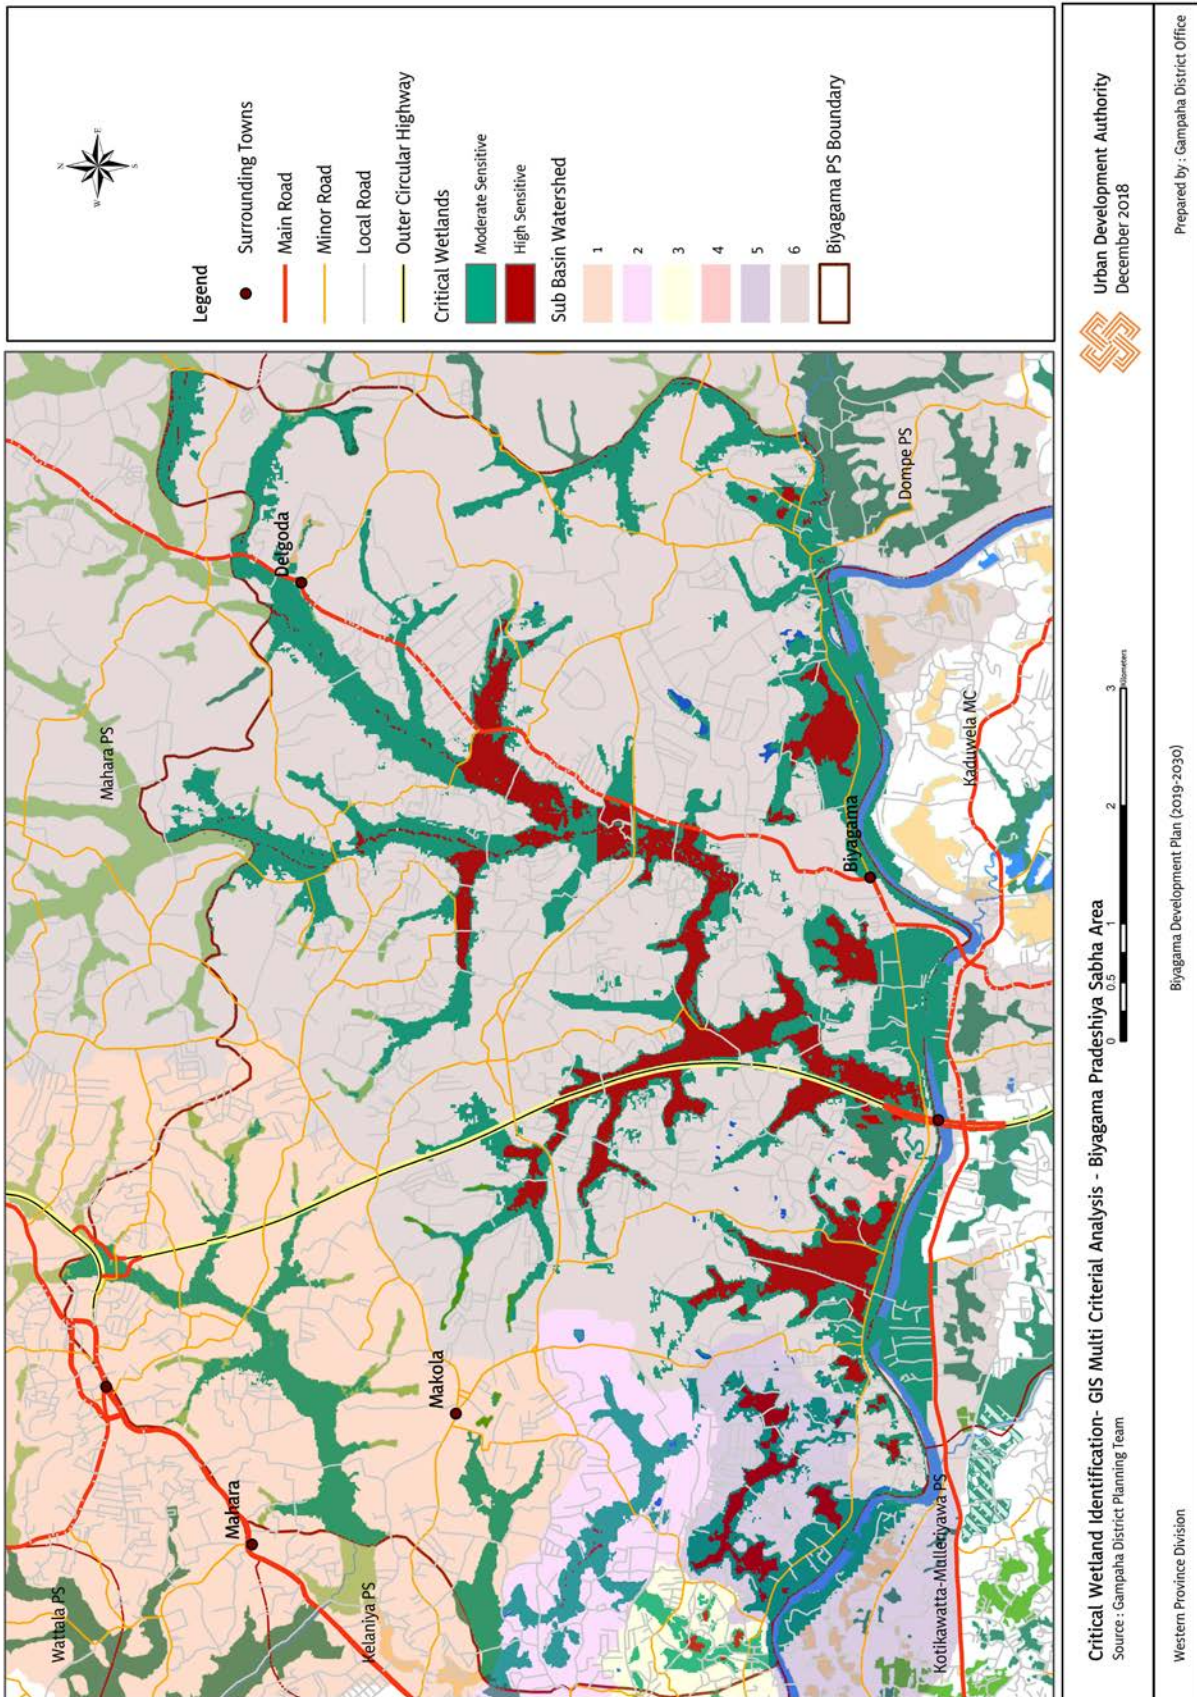 Wattala PS
Mahara PS
Mahara
Delgoda
Kelaniya PS
Makola
Biyagama
Dompe PS
Kaduwela MC
Kotikawatta-Mulleriyawa PS
N
W
E
S
Legend
Surrounding Towns
Main Road
Minor Road
Local Road
Outer Circular Highway
Critical Wetlands
Moderate Sensitive
High Sensitive
Sub Basin Watershed
1
2
3
4
5
6
Biyagama PS Boundary
Critical Wetland Identification- GIS Multi Criterial Analysis - Biyagama Pradeshiya Sabha Area
Source : Gampaha District Planning Team
0 0.5 1 2 3
Kilometers
Urban Development Authority
December 2018
Western Province Division
Biyagama Development Plan (2019-2030)
Prepared by : Gampaha District Office